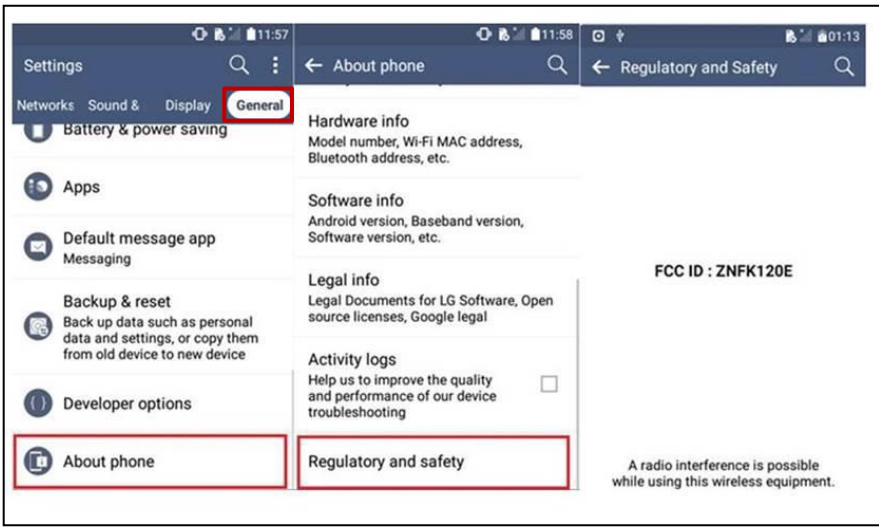 11:57
Settings
Networks Sound & Display General
Battery & power saving
Apps
Default message app
Messaging
Backup & reset
Back up data such as personal
data and settings, or copy them
from old device to new device
Developer options
About phone
11:58
About phone
Hardware info
Model number, Wi-Fi MAC address,
Bluetooth address, etc.
Software info
Android version, Baseband version,
Software version, etc.
Legal info
Legal Documents for LG Software, Open
source licenses, Google legal
Activity logs
Help us to improve the quality
and performance of our device
troubleshooting
Regulatory and safety
01:13
Regulatory and Safety
FCC ID : ZNFK120E
A radio interference is possible
while using this wireless equipment.